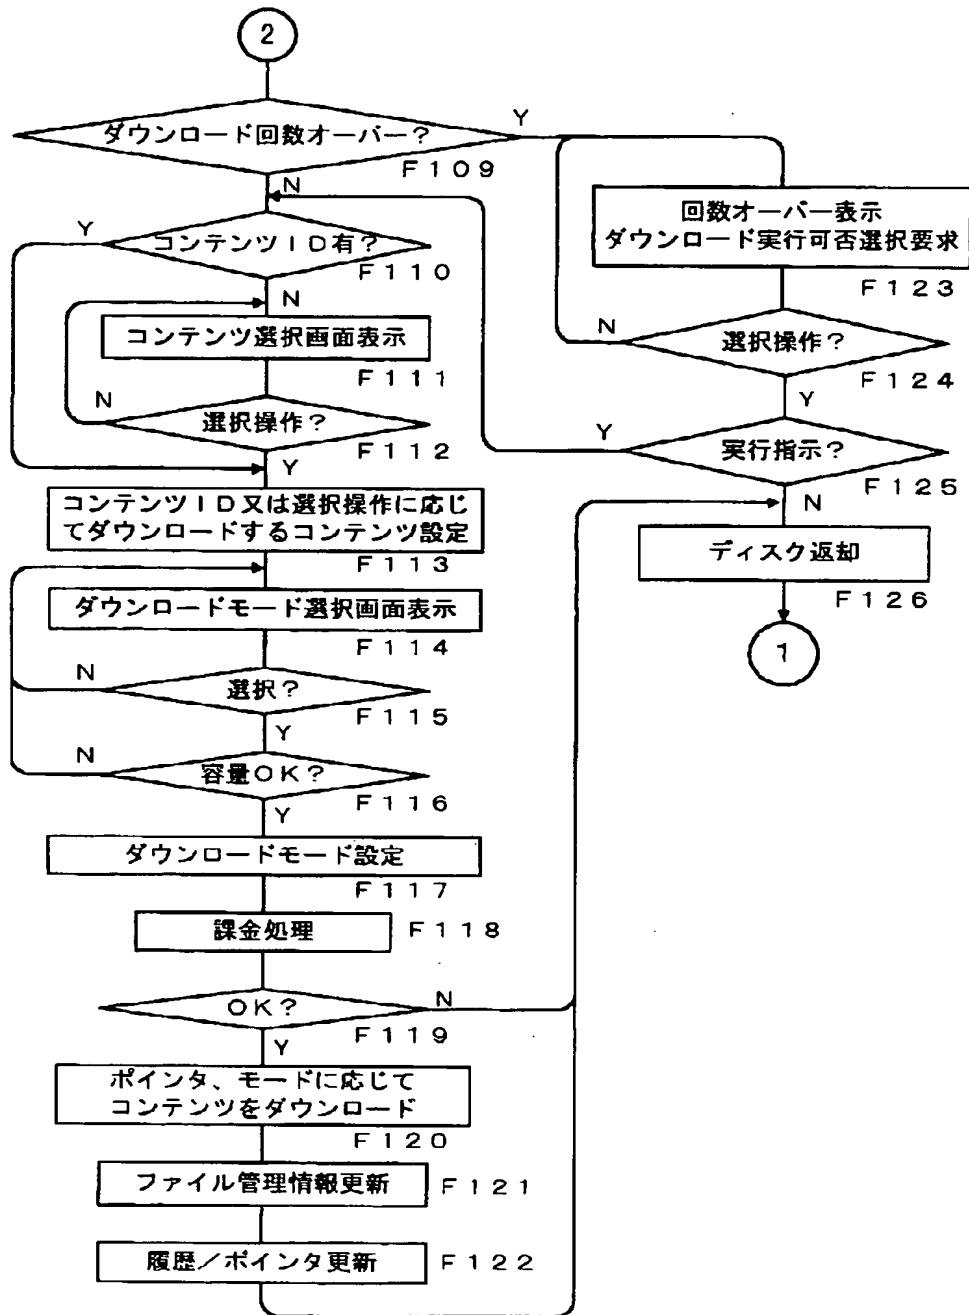 2
ダウンロード回数オーバー？
Y
F109
N
Y
コンテンツID有？
F110
N
コンテンツ選択画面表示
F111
N
選択操作？
F112
Y
コンテンツID又は選択操作に応じ
てダウンロードするコンテンツ設定
F113
ダウンロードモード選択画面表示
F114
N
選択？
F115
Y
N
容量OK？
F116
Y
ダウンロードモード設定
F117
課金処理
F118
OK？
N
F119
Y
ポインタ、モードに応じて
コンテンツをダウンロード
F120
ファイル管理情報更新
F121
履歴／ポインタ更新
F122
回数オーバー表示
ダウンロード実行可否選択要求
F123
N
選択操作？
F124
Y
Y
実行指示？
F125
N
ディスク返却
F126
1